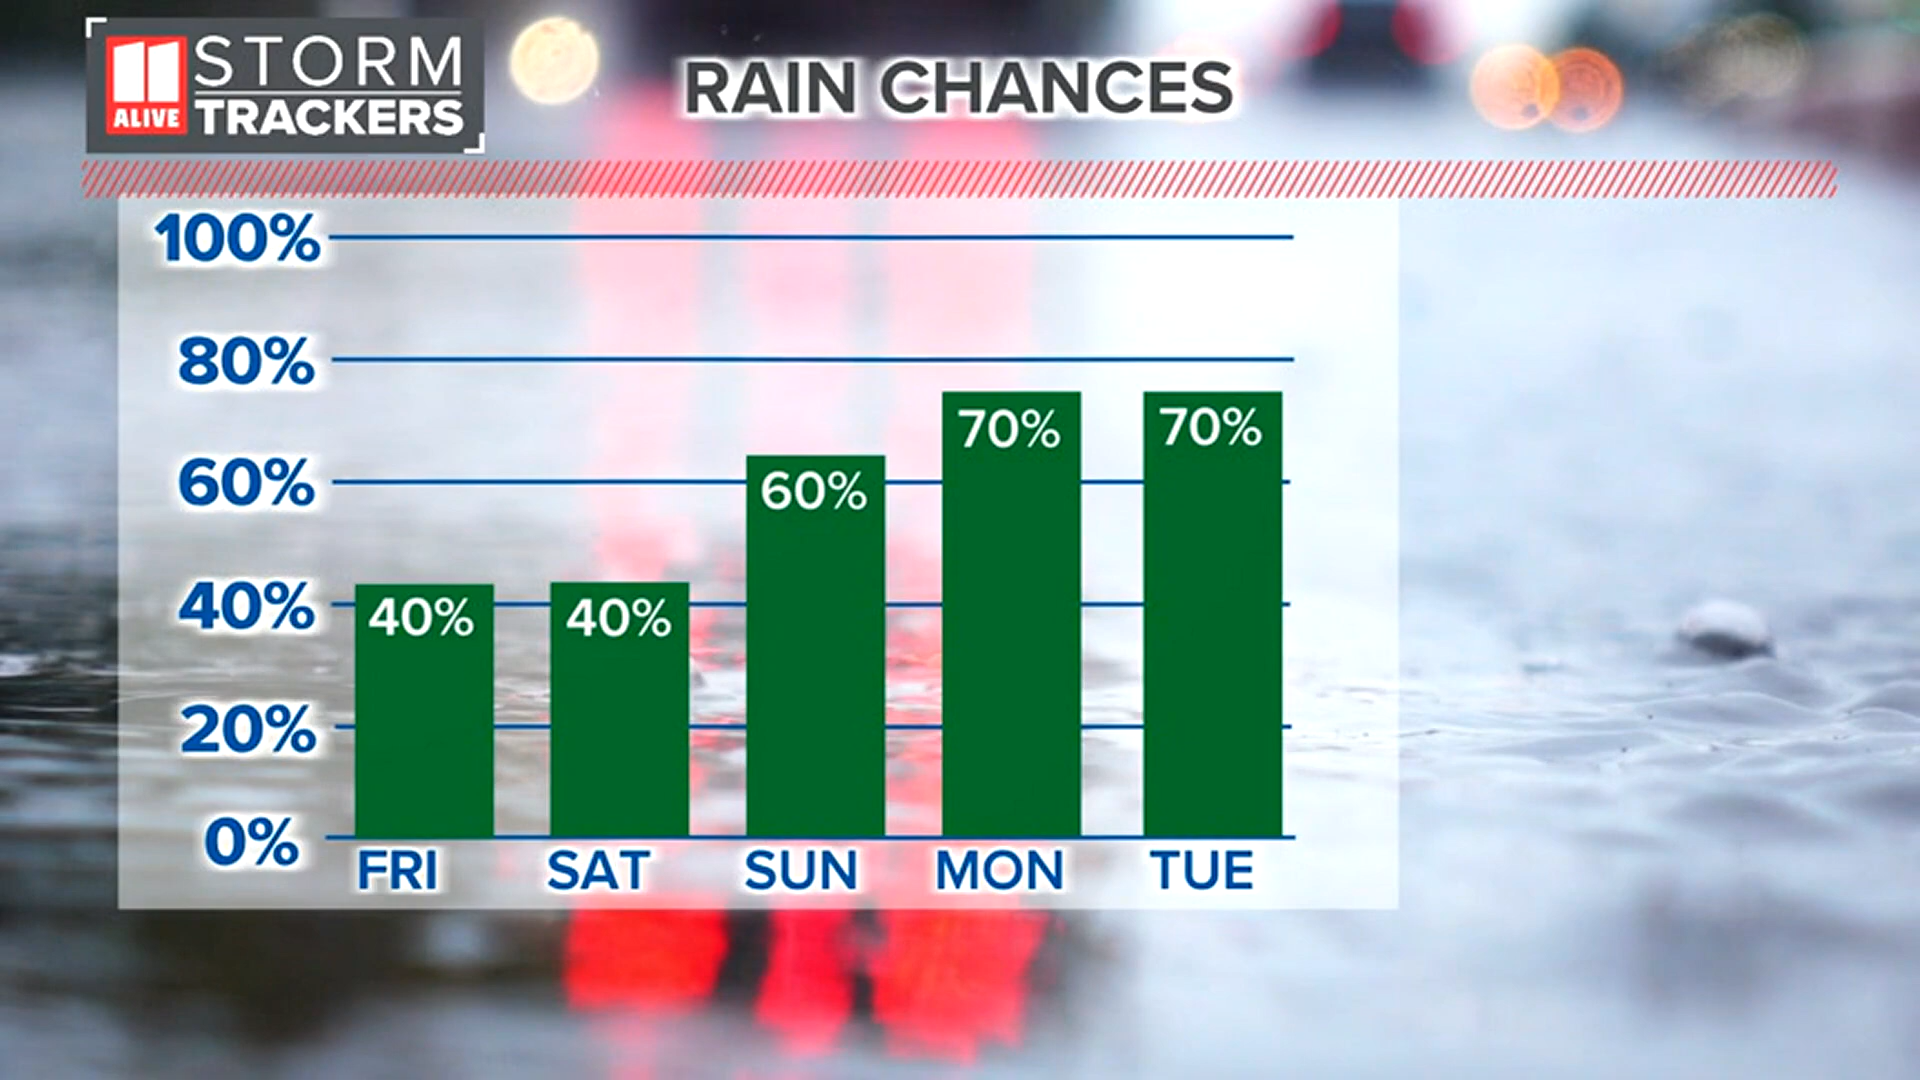 11
ALIVE
STORM
TRACKERS
RAIN CHANCES
100%
80%
60%
40%
20%
0%
40%
40%
60%
70%
70%
FRI SAT SUN MON TUE